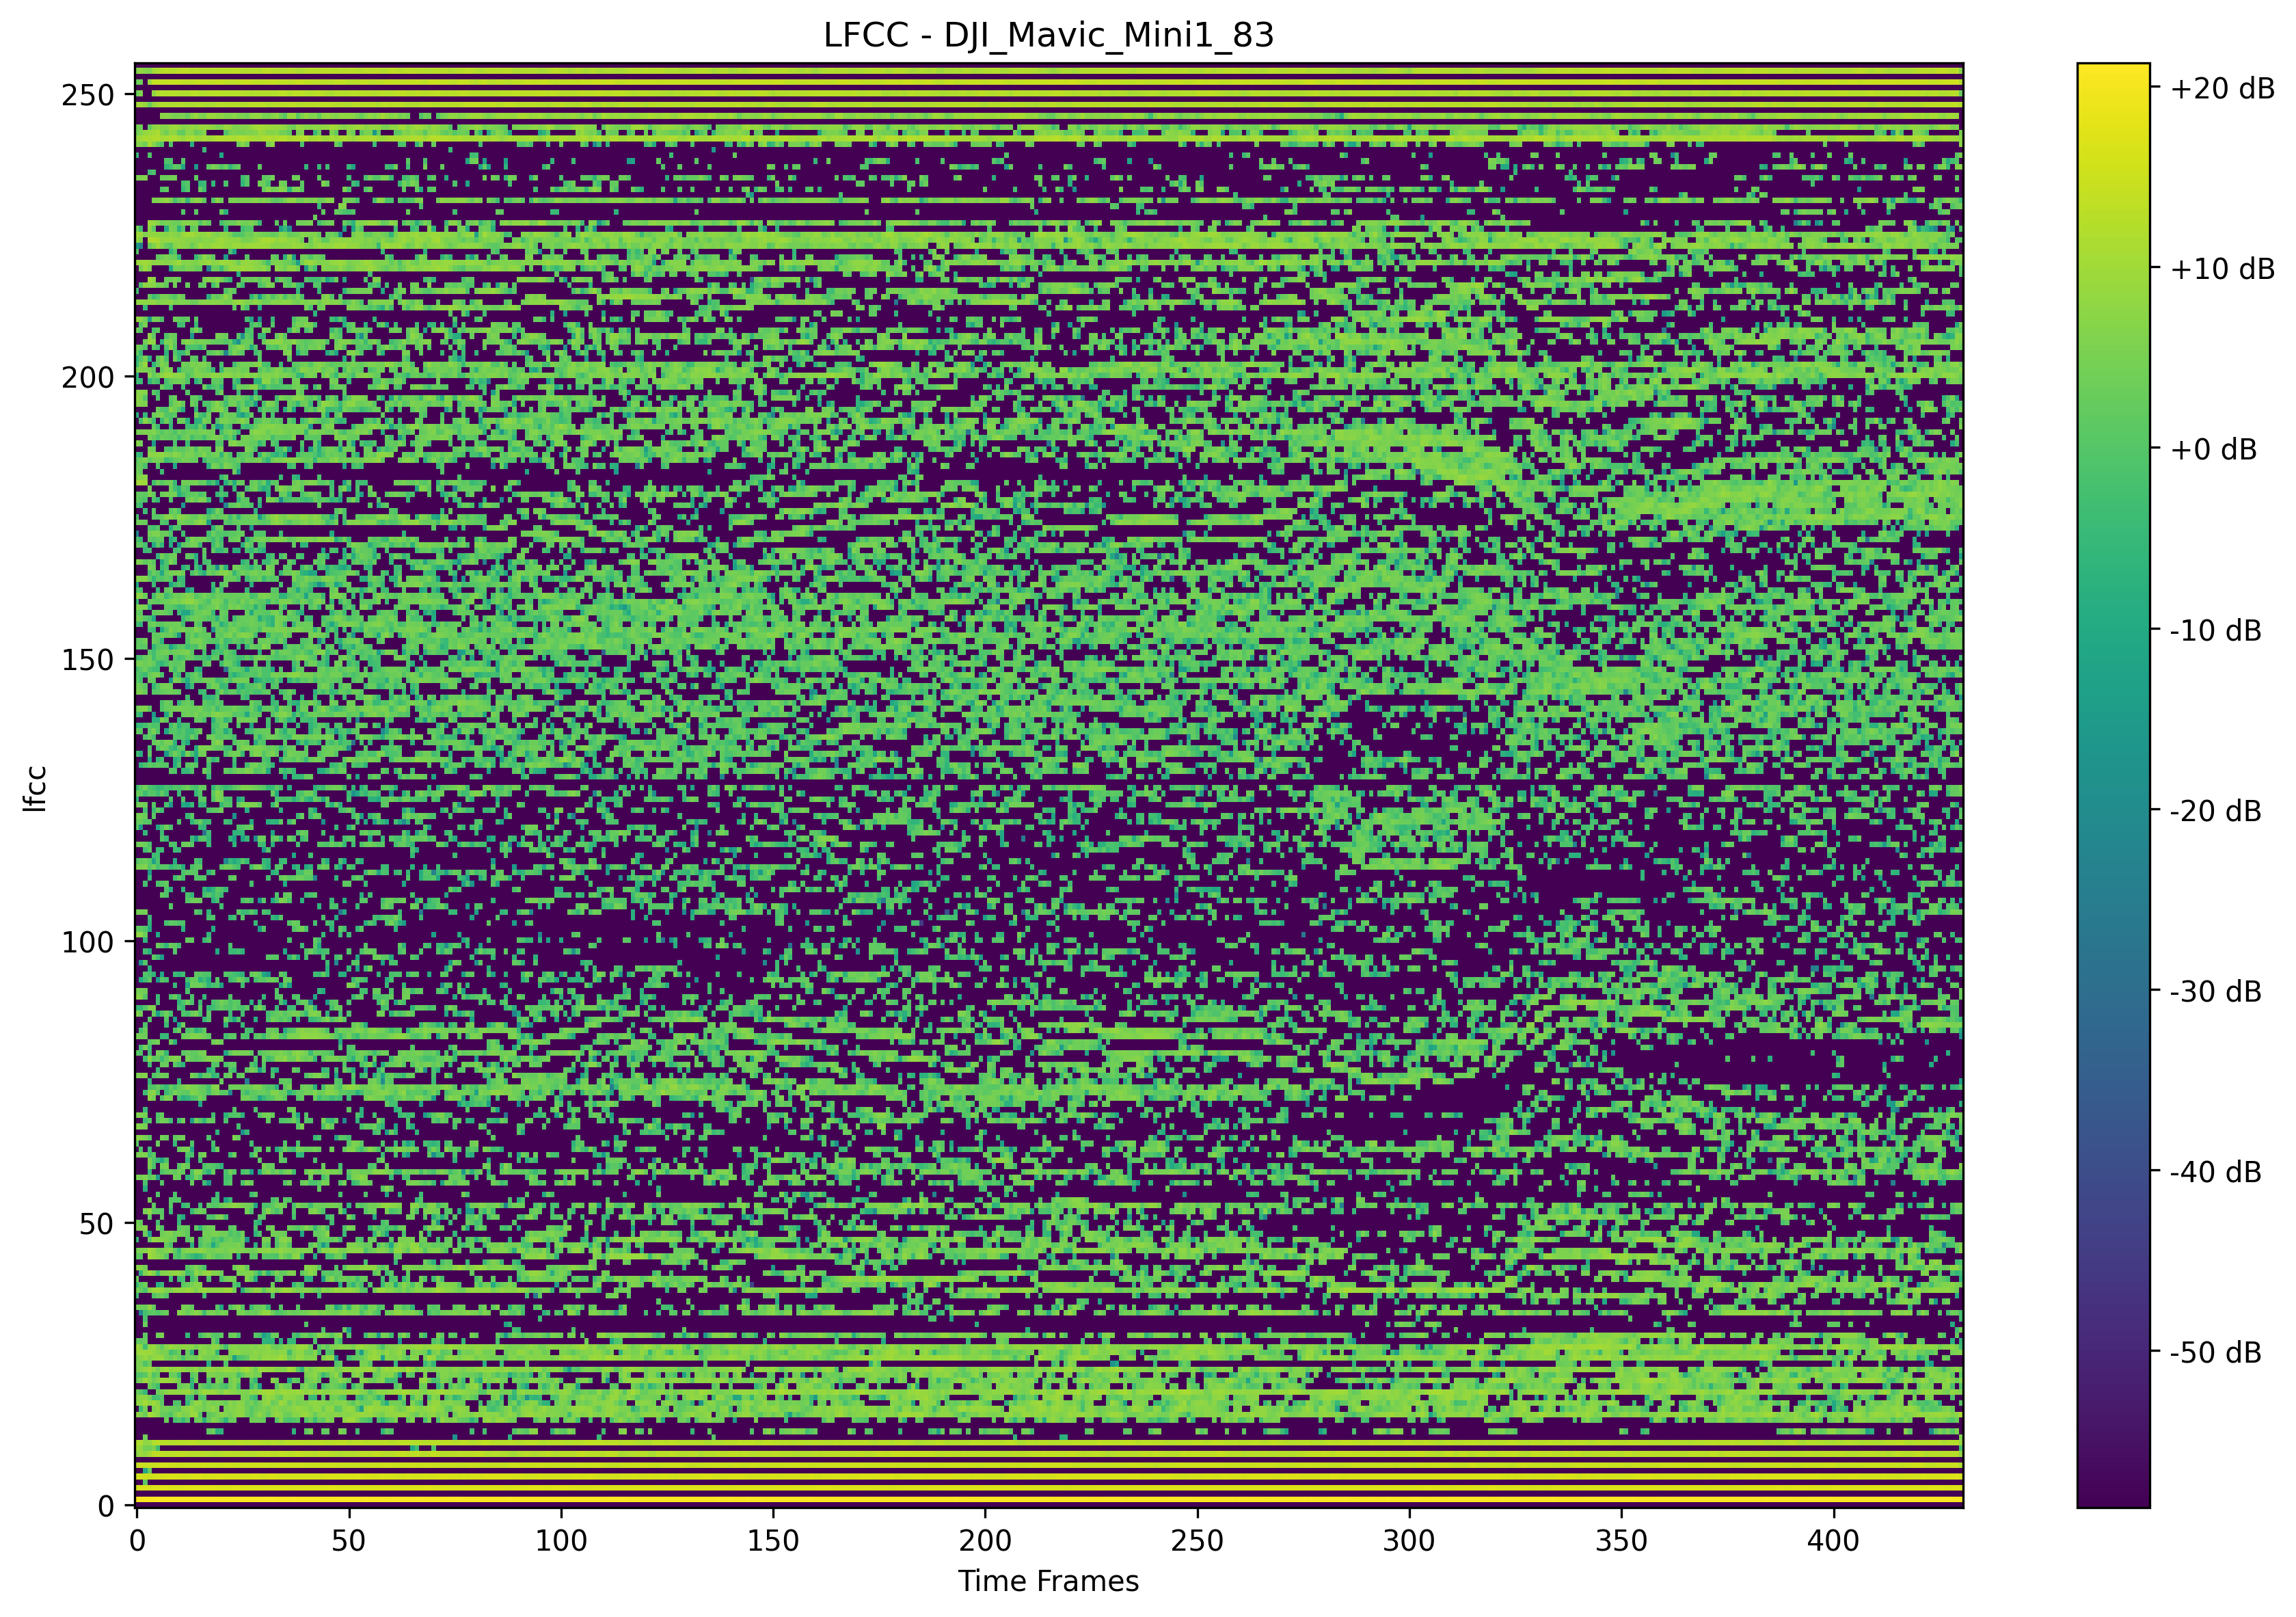 LFCC - DJI_Mavic_Mini1_83
lfcc
250
200
150
100
50
0
0 50 100 150 200 250 300 350 400
Time Frames
+20 dB
+10 dB
+0 dB
-10 dB
-20 dB
-30 dB
-40 dB
-50 dB